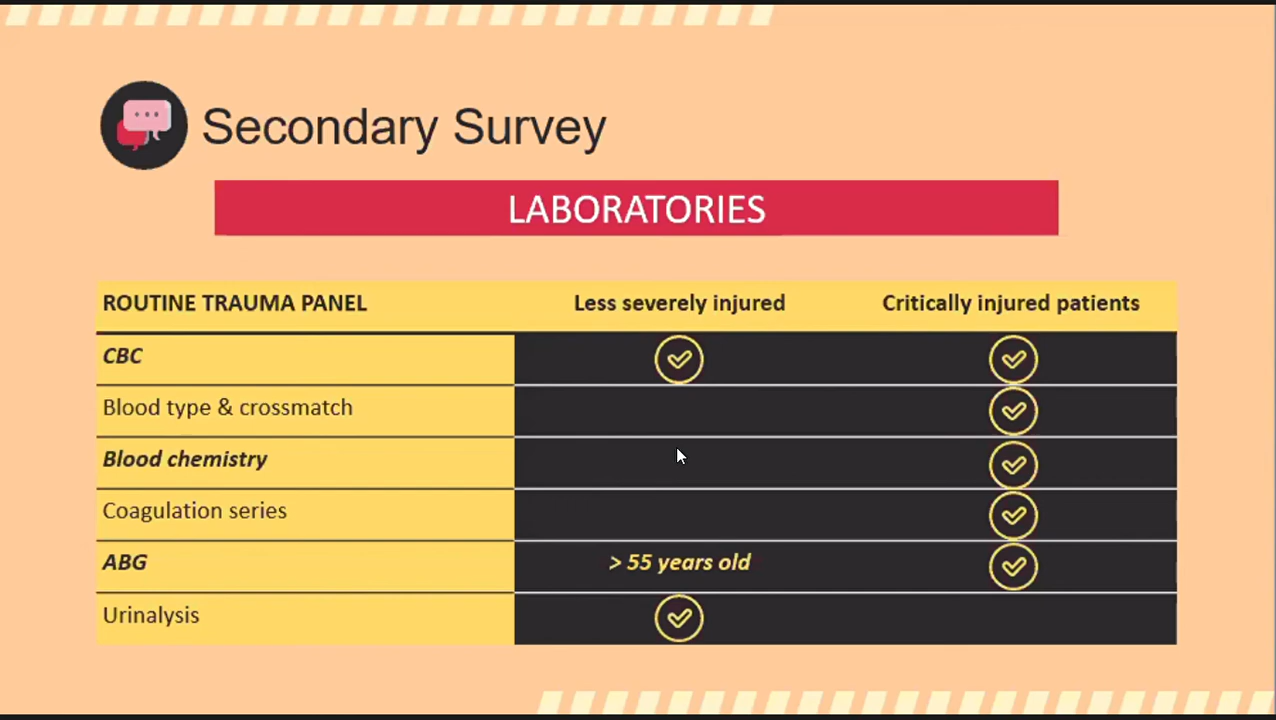 Secondary Survey
LABORATORIES
ROUTINE TRAUMA PANEL Less severely injured Critically injured patients
CBC
Blood type & crossmatch
Blood chemistry
Coagulation series
ABG > 55 years old
Urinalysis